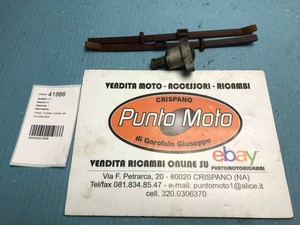 41986
VENDITA MOTO - ACCESSORI - RICAMBI
CRISPANO
Punto Moto
di Garofalo Giuseppe
VENDITA RICAMBI ONLINE SU
ebay
PUNTOMOTORICAMBI
Via F. Petrarca, 20 - 80020 CRISPANO (NA)
Tel/fax 081.834.85.47 - e-mail: puntomoto1@alice.it
cell. 320.0306370